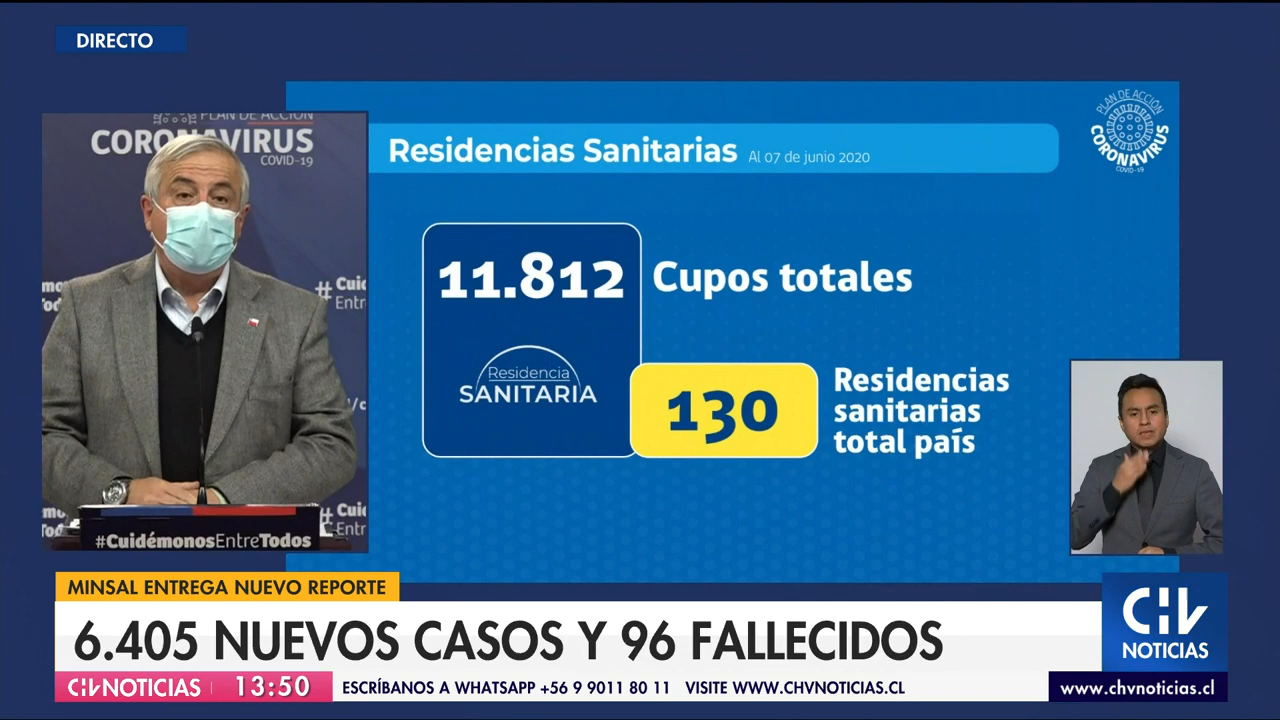 DIRECTO
PLAN DE ACCIÓN
CORONAVIRUS
COVID-19
#Cuid
Entr
#CuidémonosEntreTodos
Residencias Sanitarias Al 07 de junio 2020
PLAN DE ACCIÓN
CORONAVIRUS
COVID-19
11.812 Cupos totales
Residencia
SANITARIA
130
Residencias
sanitarias
total país
MINSAL ENTREGA NUEVO REPORTE
6.405 NUEVOS CASOS Y 96 FALLECIDOS
CHV
NOTICIAS
CHVNOTICIAS 13:50 ESCRÍBANOS A WHATSAPP +56 9 9011 80 11 VISITE WWW.CHVNOTICIAS.CL
www.chvnoticias.cl